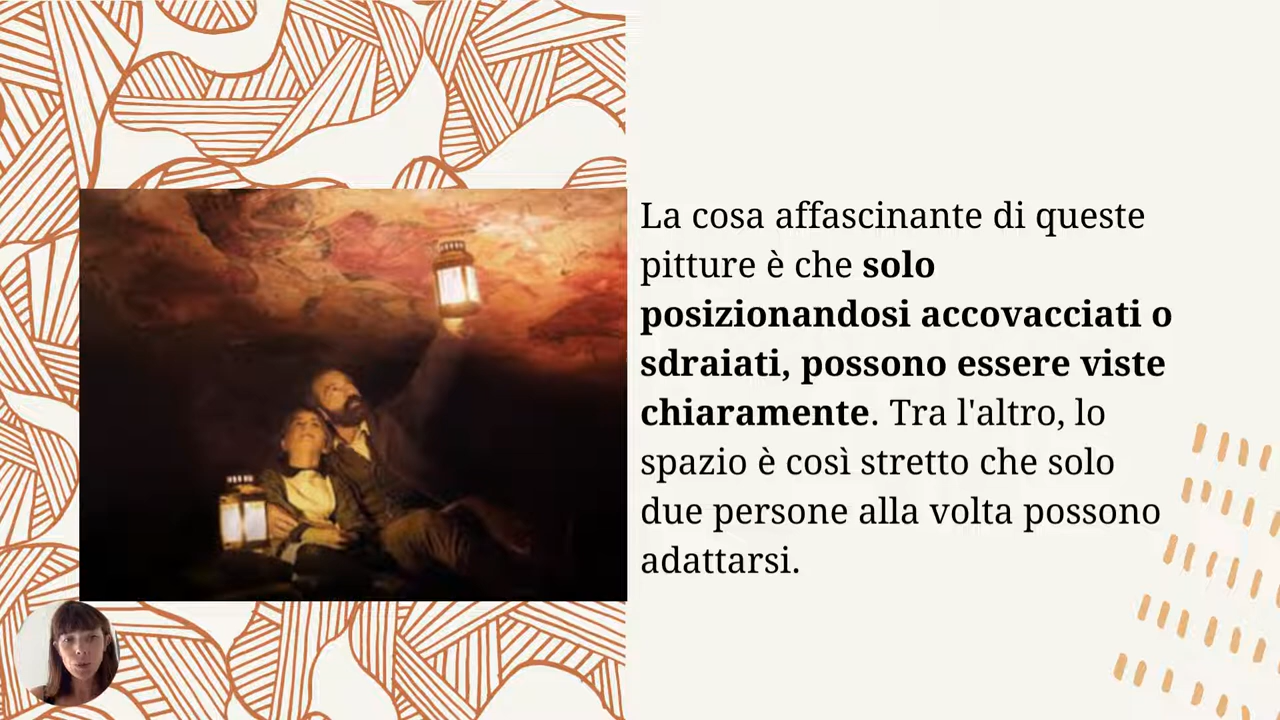 La cosa affascinante di queste
pitture è che solo
posizionandosi accovacciati o
sdraiati, possono essere viste
chiaramente. Tra l'altro, lo
spazio è così stretto che solo
due persone alla volta possono
adattarsi.